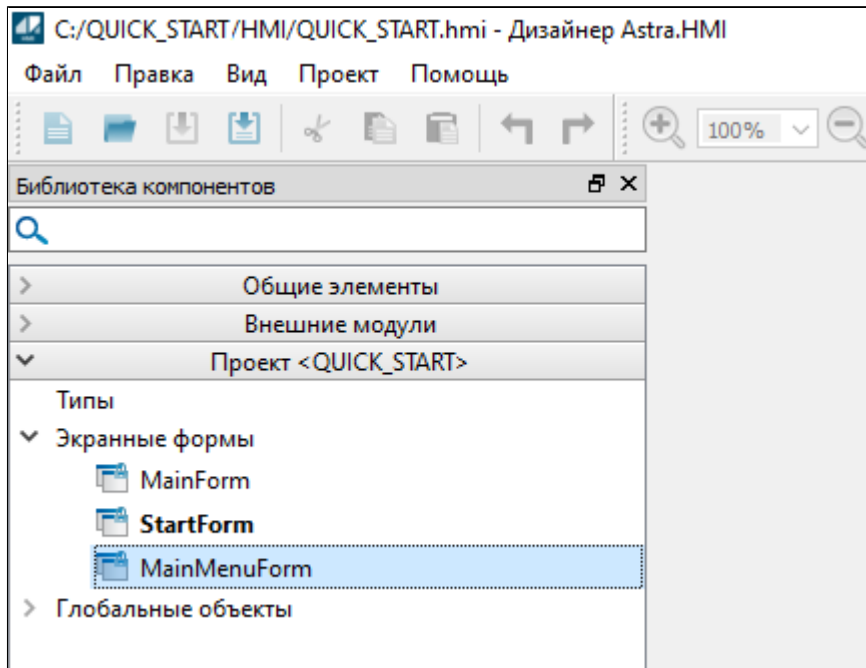 C:/QUICK_START/HMI/QUICK_START.hmi - Дизайнер Astra.HMI
Файл Правка Вид Проект Помощь
100%
Библиотека компонентов
Общие элементы
Внешние модули
Проект <QUICK_START>
Типы
Экранные формы
MainForm
StartForm
MainMenuForm
Глобальные объекты